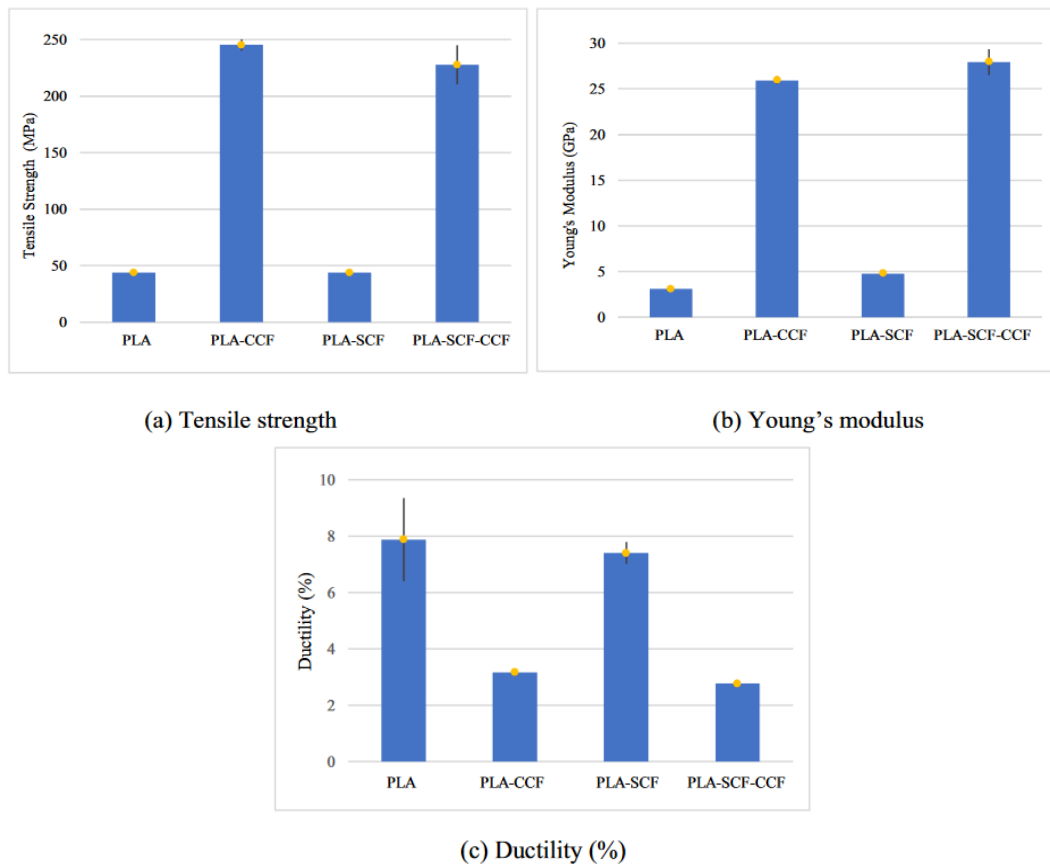 Tensile Strength (MPa)
250
200
150
100
50
0
PLA
PLA-CCF
PLA-SCF
PLA-SCF-CCF
(a) Tensile strength
Young's Modulus (GPa)
30
25
20
15
10
5
0
PLA
PLA-CCF
PLA-SCF
PLA-SCF-CCF
(b) Young’s modulus
Ductility (%)
10
8
6
4
2
0
PLA
PLA-CCF
PLA-SCF
PLA-SCF-CCF
(c) Ductility (%)